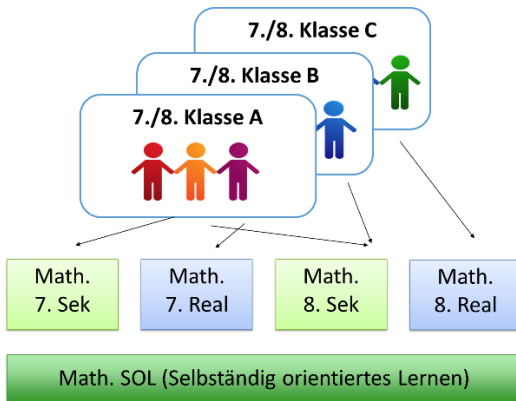 7./8. Klasse C
7./8. Klasse B
7./8. Klasse A
Math.
7. Sek
Math.
7. Real
Math.
8. Sek
Math.
8. Real
Math. SOL (Selbständig orientiertes Lernen)